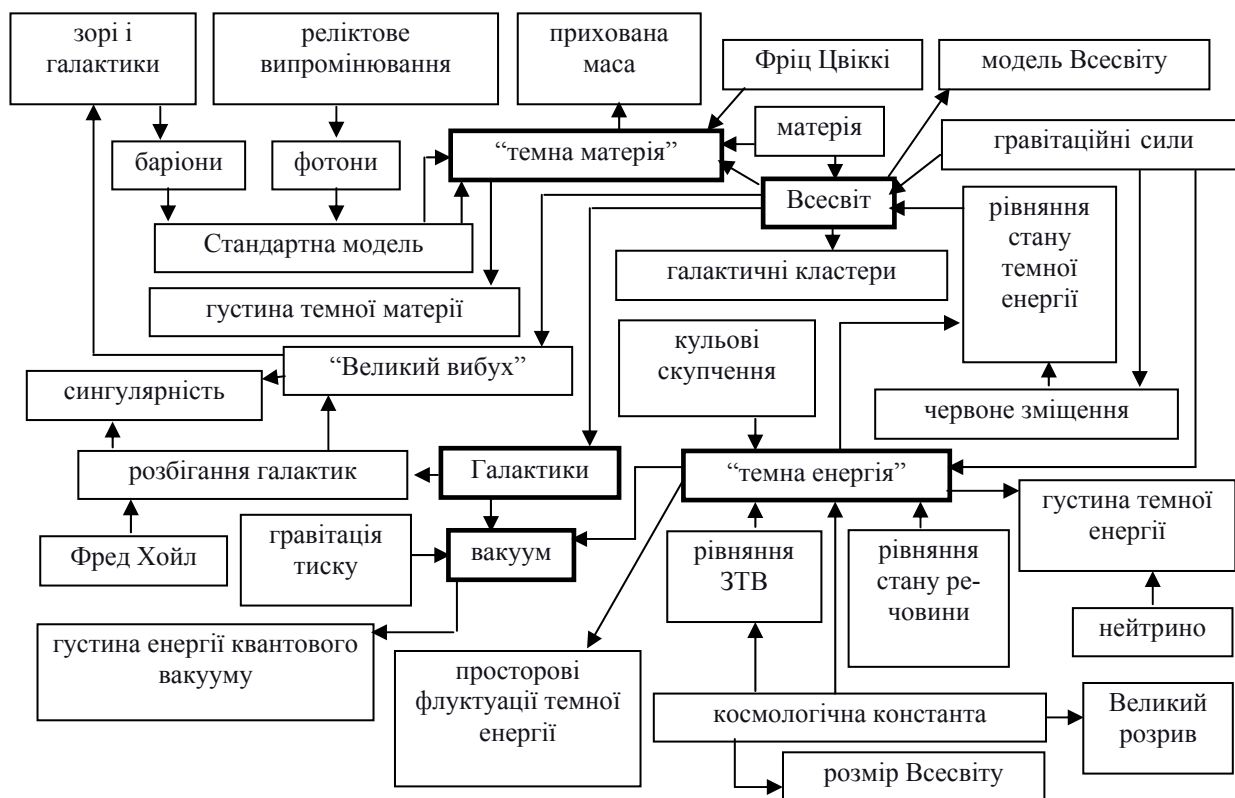 зорі і
галактики
реліктове
випромінювання
прихована
маса
Фріц Цвіккі
модель Всесвіту
баріони
фотони
“темна матерія”
матерія
гравітаційні сили
Всесвіт
рівняння
стану
темної
енергії
Стандартна модель
галактичні кластери
густина темної матерії
кульові
скупчення
“Великий вибух”
сингулярність
червоне зміщення
розбігання галактик
Галактики
“темна енергія”
густина темної
енергії
Фред Хойл
гравітація
тиску
вакуум
рівняння
ЗТВ
рівняння
стану ре-
човини
нейтрино
густина енергії квантового
вакууму
просторові
флуктуації темної
енергії
космологічна константа
Великий
розрив
розмір Всесвіту